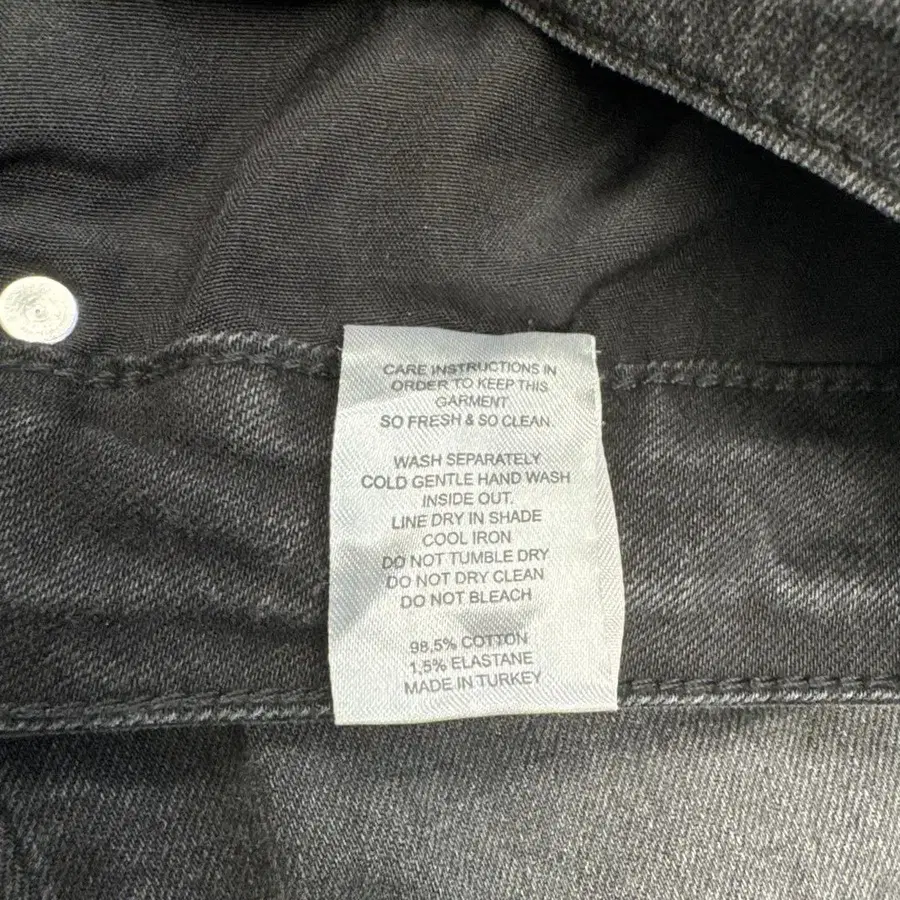 CARE INSTRUCTIONS IN
ORDER TO KEEP THIS
GARMENT
SO FRESH & SO CLEAN.
WASH SEPARATELY
COLD GENTLE HAND WASH
INSIDE OUT.
LINE DRY IN SHADE
COOL IRON
DO NOT TUMBLE DRY
DO NOT DRY CLEAN
DO NOT BLEACH
98,5% COTTON
1,5% ELASTANE
MADE IN TURKEY